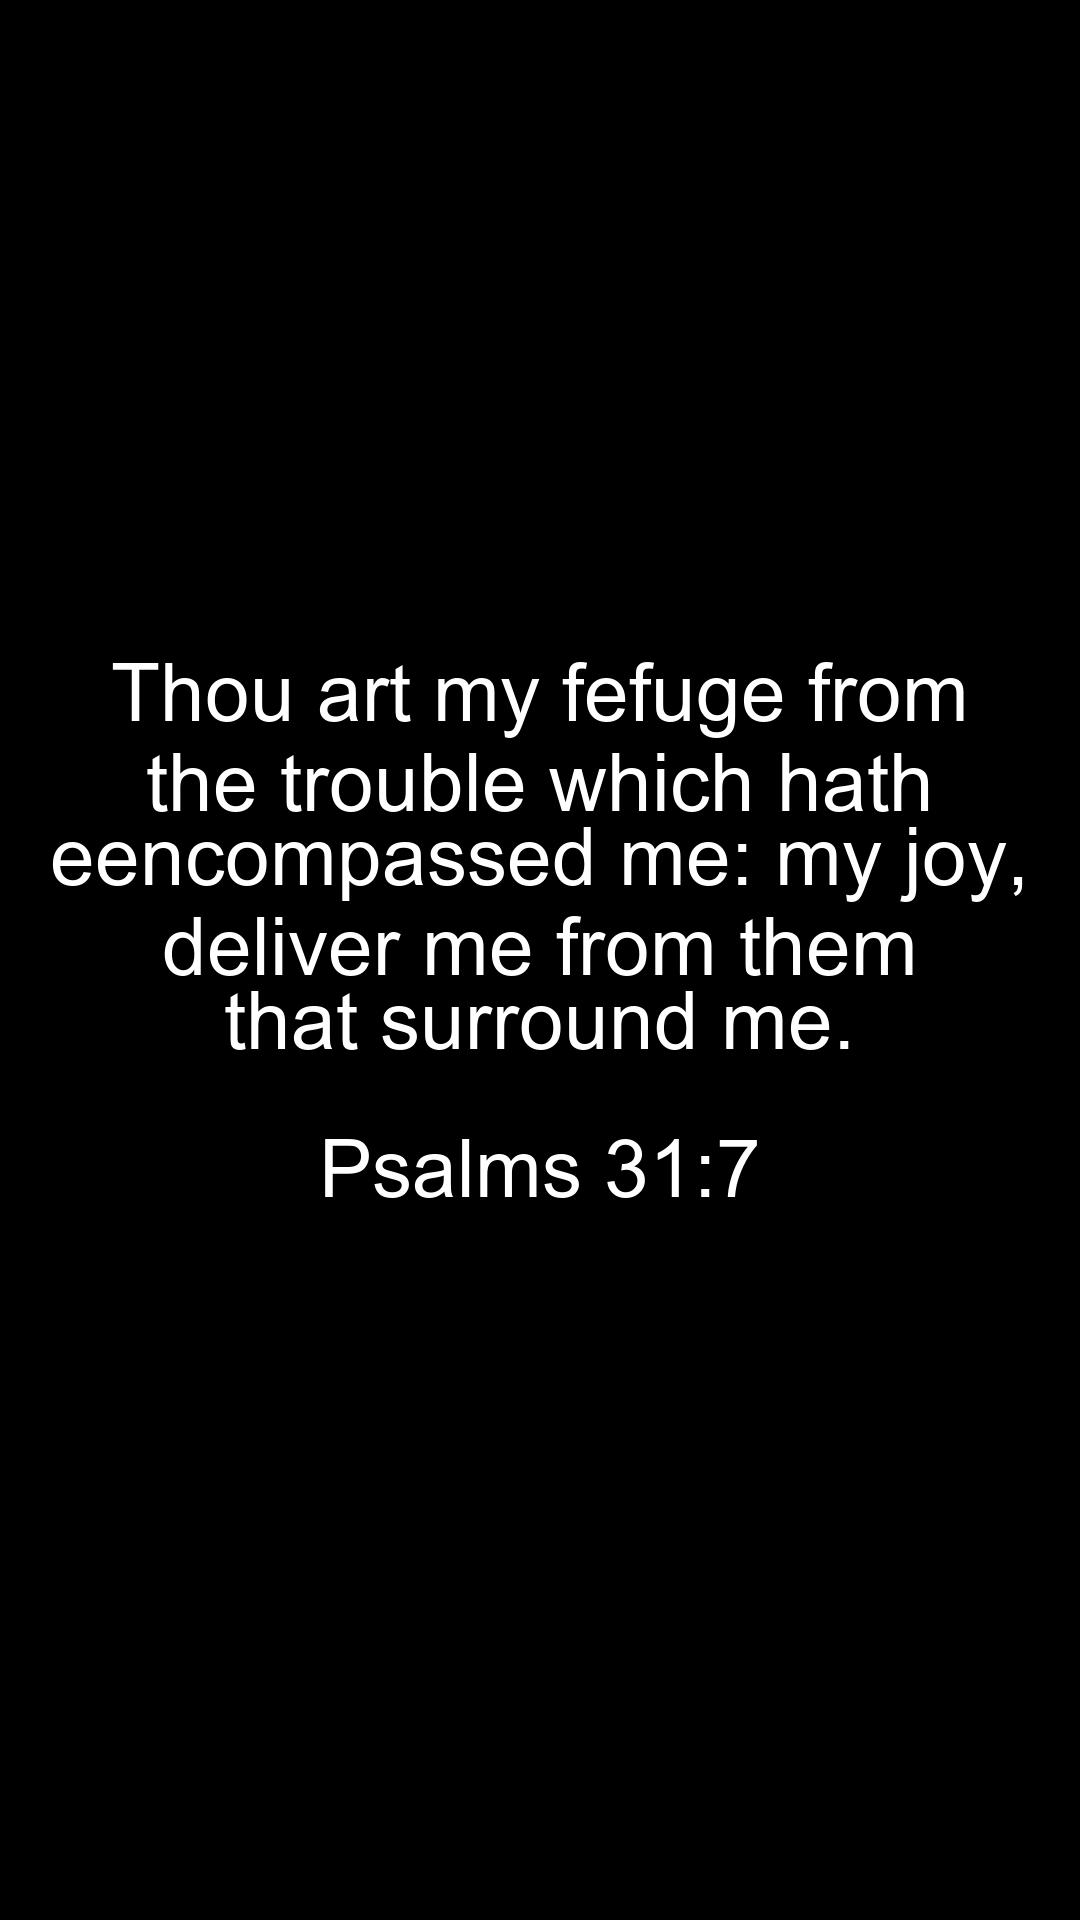 Thou art my fefuge from
the trouble which hath
eencompassed me: my joy,
deliver me from them
that surround me.
Psalms 31:7